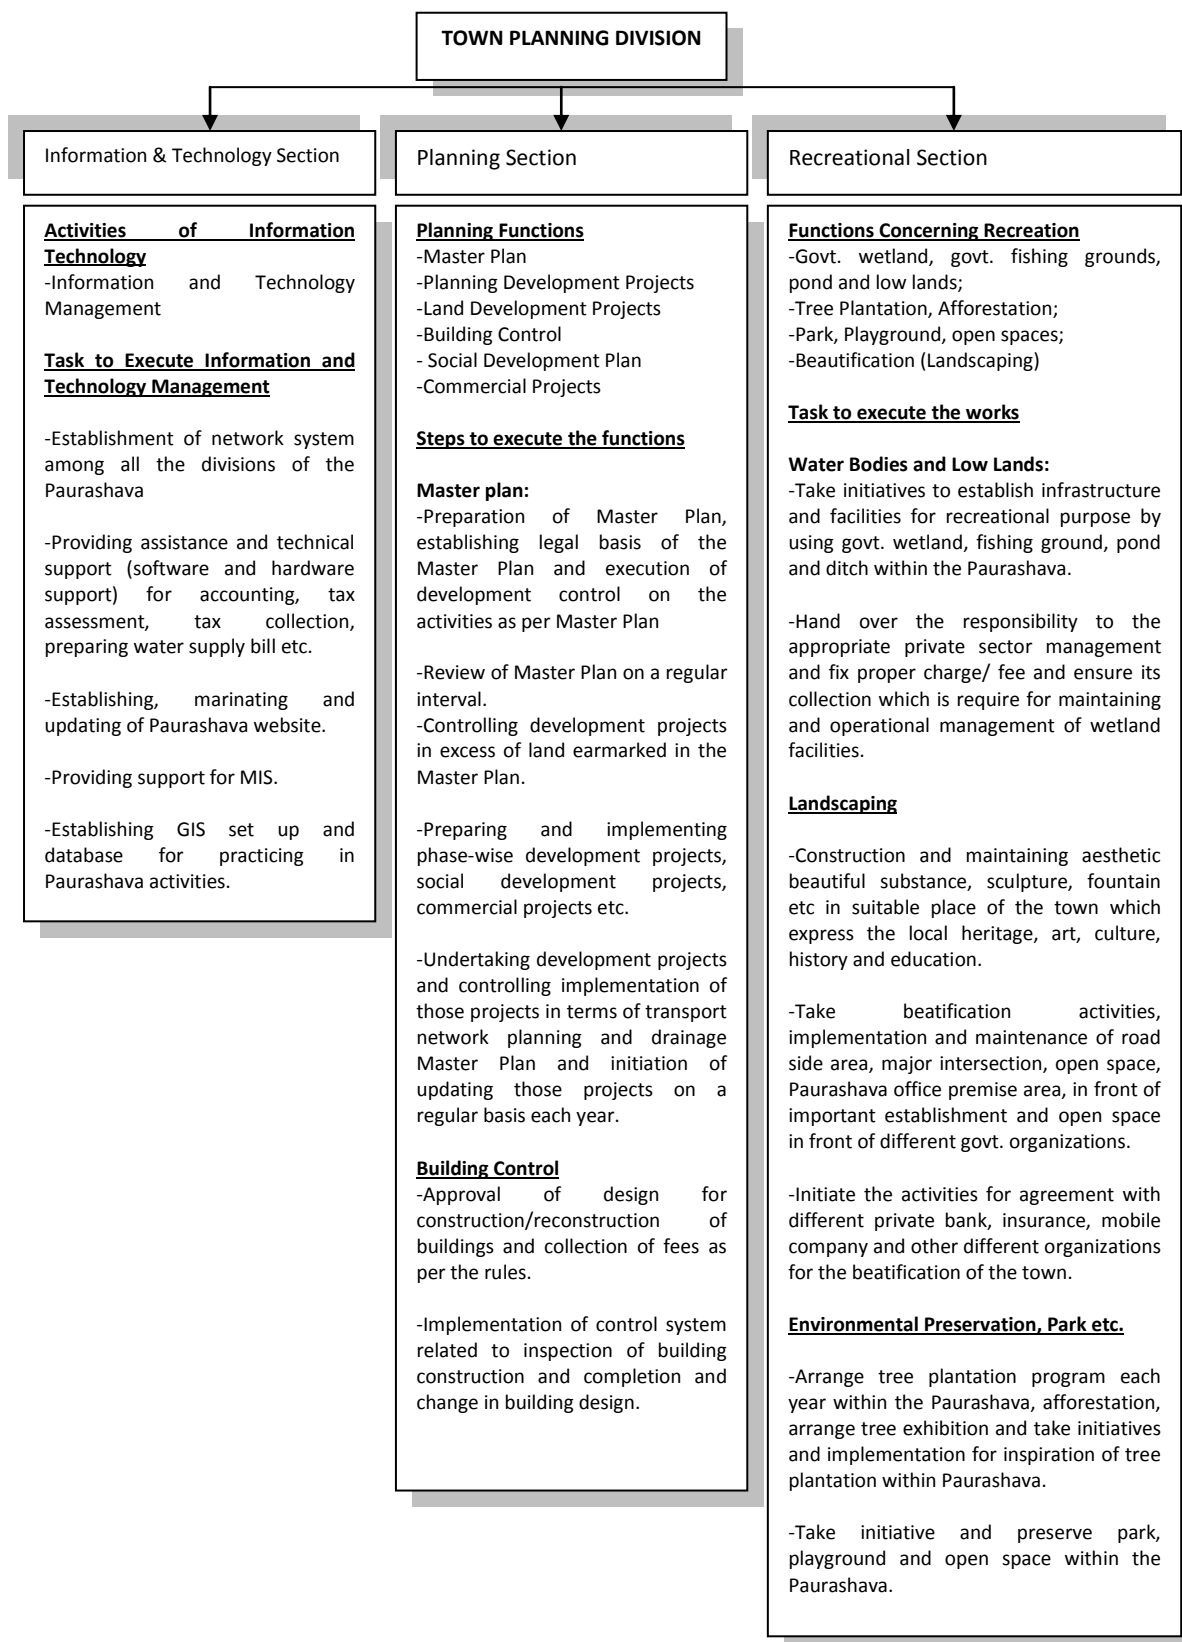 TOWN PLANNING DIVISION
Information & Technology Section
Activities of Information
Technology
-Information and Technology
Management
Task to Execute Information and
Technology Management
-Establishment of network system
among all the divisions of the
Paurashava
-Providing assistance and technical
support (software and hardware
support) for accounting, tax
assessment, tax collection,
preparing water supply bill etc.
-Establishing, marinating and
updating of Paurashava website.
-Providing support for MIS.
-Establishing GIS set up and
database for practicing in
Paurashava activities.
Planning Section
Planning Functions
-Master Plan
-Planning Development Projects
-Land Development Projects
-Building Control
- Social Development Plan
-Commercial Projects
Steps to execute the functions
Master plan:
-Preparation of Master Plan,
establishing legal basis of the
Master Plan and execution of
development control on the
activities as per Master Plan
-Review of Master Plan on a regular
interval.
-Controlling development projects
in excess of land earmarked in the
Master Plan.
-Preparing and implementing
phase-wise development projects,
social development projects,
commercial projects etc.
-Undertaking development projects
and controlling implementation of
those projects in terms of transport
network planning and drainage
Master Plan and initiation of
updating those projects on a
regular basis each year.
Building Control
-Approval of design for
construction/reconstruction of
buildings and collection of fees as
per the rules.
-Implementation of control system
related to inspection of building
construction and completion and
change in building design.
Recreational Section
Functions Concerning Recreation
-Govt. wetland, govt. fishing grounds,
pond and low lands;
-Tree Plantation, Afforestation;
-Park, Playground, open spaces;
-Beautification (Landscaping)
Task to execute the works
Water Bodies and Low Lands:
-Take initiatives to establish infrastructure
and facilities for recreational purpose by
using govt. wetland, fishing ground, pond
and ditch within the Paurashava.
-Hand over the responsibility to the
appropriate private sector management
and fix proper charge/ fee and ensure its
collection which is require for maintaining
and operational management of wetland
facilities.
Landscaping
-Construction and maintaining aesthetic
beautiful substance, sculpture, fountain
etc in suitable place of the town which
express the local heritage, art, culture,
history and education.
-Take beatification activities,
implementation and maintenance of road
side area, major intersection, open space,
Paurashava office premise area, in front of
important establishment and open space
in front of different govt. organizations.
-Initiate the activities for agreement with
different private bank, insurance, mobile
company and other different organizations
for the beatification of the town.
Environmental Preservation, Park etc.
-Arrange tree plantation program each
year within the Paurashava, afforestation,
arrange tree exhibition and take initiatives
and implementation for inspiration of tree
plantation within Paurashava.
-Take initiative and preserve park,
playground and open space within the
Paurashava.